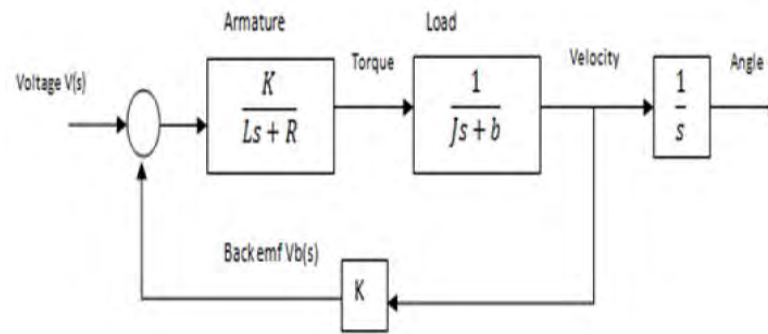 Armature
Load
Voltage V(s)
Torque
Velocity
Angle
K
Ls + R
1
Js + b
1
s
Back emf Vb(s)
K